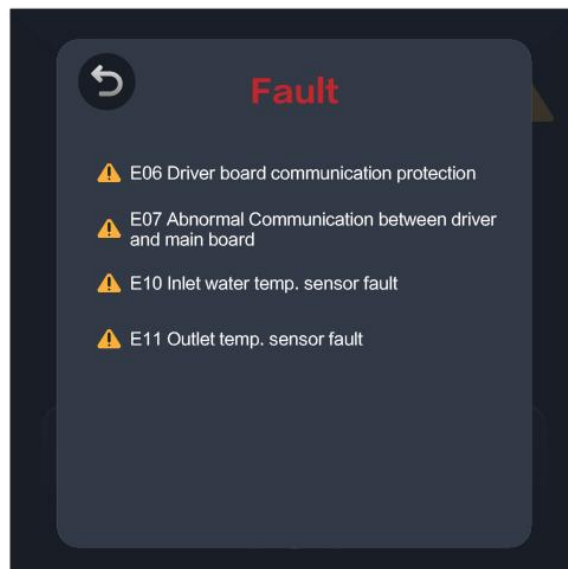 Fault
E06 Driver board communication protection
E07 Abnormal Communication between driver
and main board
E10 Inlet water temp. sensor fault
E11 Outlet temp. sensor fault